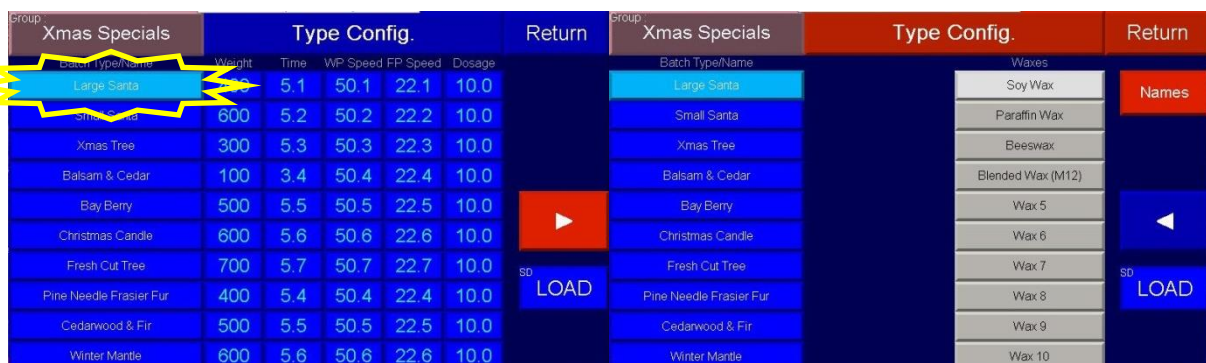 Group :
Xmas Specials Type Config. Return
Batch Type/Name Weight Time WP Speed FP Speed Dosage
Large Santa 5.1 50.1 22.1 10.0
Small Santa 600 5.2 50.2 22.2 10.0
Xmas Tree 300 5.3 50.3 22.3 10.0
Balsam & Cedar 100 3.4 50.4 22.4 10.0
Bay Berry 500 5.5 50.5 22.5 10.0
Christmas Candle 600 5.6 50.6 22.6 10.0
Fresh Cut Tree 700 5.7 50.7 22.7 10.0
Pine Needle Frasier Fur 400 5.4 50.4 22.4 10.0
Cedarwood & Fir 500 5.5 50.5 22.5 10.0
Winter Mantle 600 5.6 50.6 22.6 10.0
SD
LOAD
Group :
Xmas Specials Type Config. Return
Batch Type/Name Waxes
Large Santa Soy Wax Names
Small Santa Paraffin Wax
Xmas Tree Beeswax
Balsam & Cedar Blended Wax (M12)
Bay Berry Wax 5
Christmas Candle Wax 6
Fresh Cut Tree Wax 7
Pine Needle Frasier Fur Wax 8
Cedarwood & Fir Wax 9
Winter Mantle Wax 10
SD
LOAD